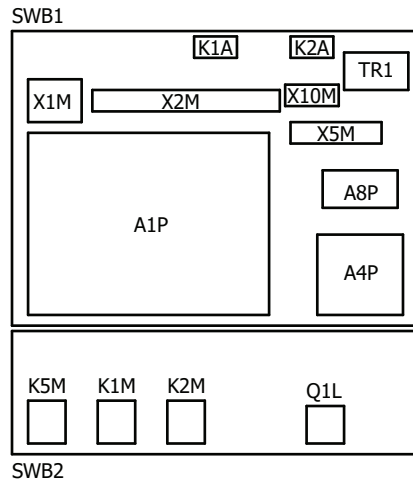 SWB1
K1A K2A
TR1
X1M X2M X10M
X5M
A8P
A1P
A4P
K5M K1M K2M Q1L
SWB2